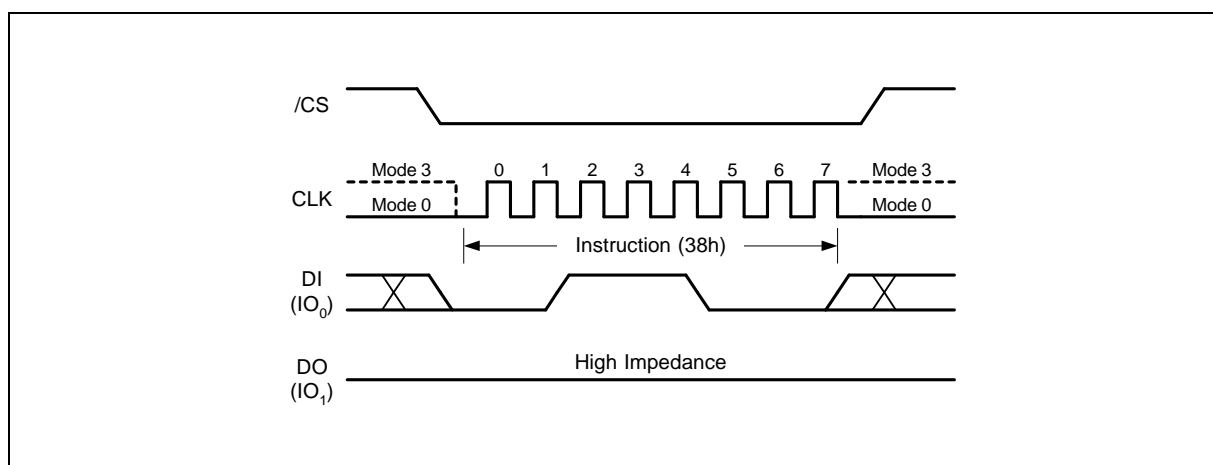 /CS
Mode 3 0 1 2 3 4 5 6 7 Mode 3
CLK
Mode 0 Mode 0
Instruction (38h)
DI
(IO0)
High Impedance
DO
(IO1)